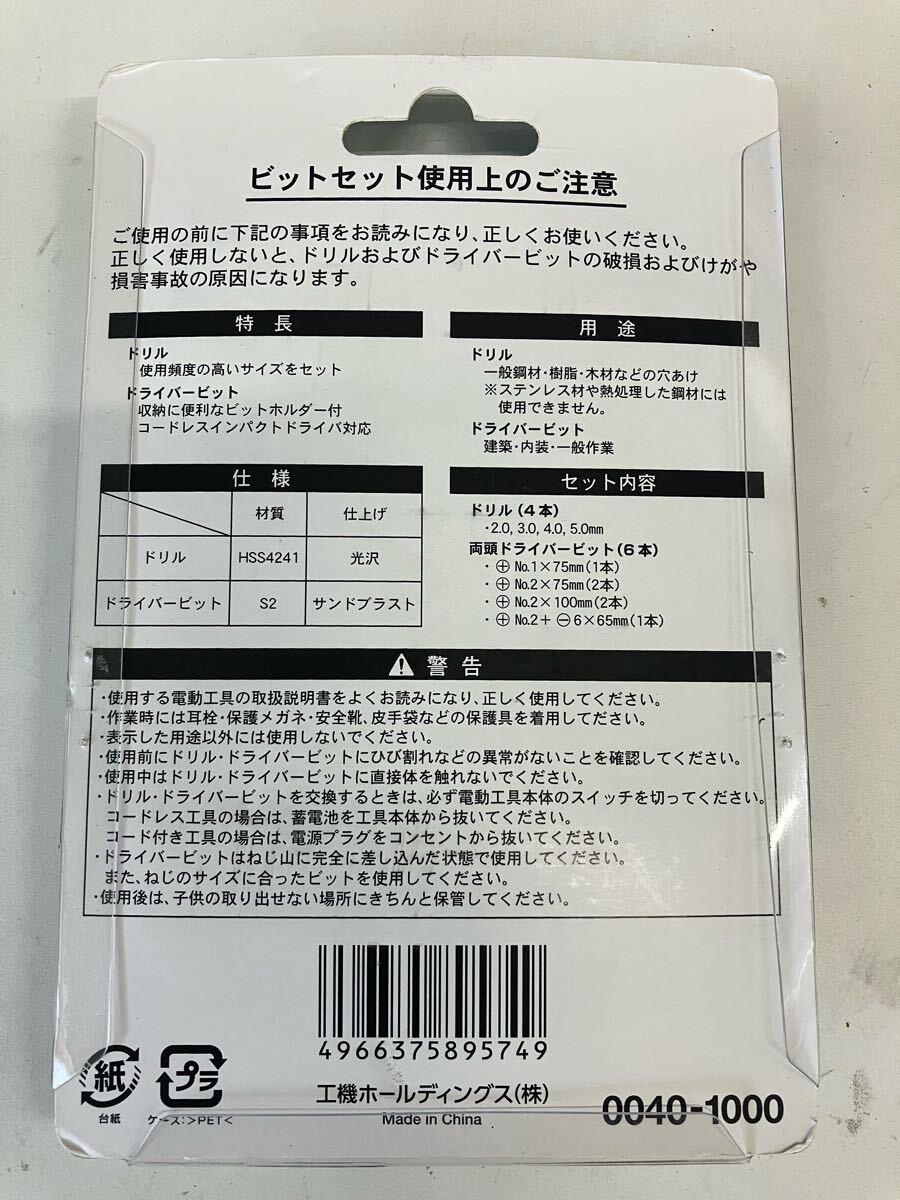 ビットセット使用上のご注意
ご使用の前に下記の事項をお読みになり、正しくお使いください。
正しく使用しないと、ドリルおよびドライバービットの破損およびけがや
損害事故の原因になります。
特 長
ドリル
使用頻度の高いサイズをセット
ドライバービット
収納に便利なビットホルダー付
コードレスインパクトドライバ対応
用 途
ドリル
一般鋼材・樹脂・木材などの穴あけ
※ステンレス材や熱処理した鋼材には
使用できません。
ドライバービット
建築・内装・一般作業
仕 様
材質 仕上げ
ドリル HSS4241 光沢
ドライバービット S2 サンドブラスト
セット内容
ドリル(4本)
・2.0, 3.0, 4.0, 5.0mm
両頭ドライバービット(6本)
・⊕ №1×75mm(1本)
・⊕ №2×75mm(2本)
・⊕ №2×100mm(2本)
・⊕ №2+ ⊖6×65mm(1本)
⚠ 警 告
・使用する電動工具の取扱説明書をよくお読みになり、正しく使用してください。
・作業時には耳栓・保護メガネ・安全靴、皮手袋などの保護具を着用してださい。
・表示した用途以外には使用しないでください。
・使用前にドリル・ドライバービットにひび割れなどの異常がないことを確認してください。
・使用中はドリル・ドライバービットに直接体を触れないでください。
・ドリル・ドライバービットを交換するときは、必ず電動工具本体のスイッチを切ってください。
コードレス工具の場合は、蓄電池を工具本体から抜いてください。
コード付き工具の場合は、電源プラグをコンセントから抜いてください。
・ドライバービットはねじ山に完全に差し込んだ状態で使用してください。
また、ねじのサイズに合ったビットを使用してください。
・使用後は、子供の取り出せない場所にきちんと保管してください。
4966375895749
紙
台紙
プラ
ケース:>PET<
工機ホールディングス(株)
Made in China
0040-1000